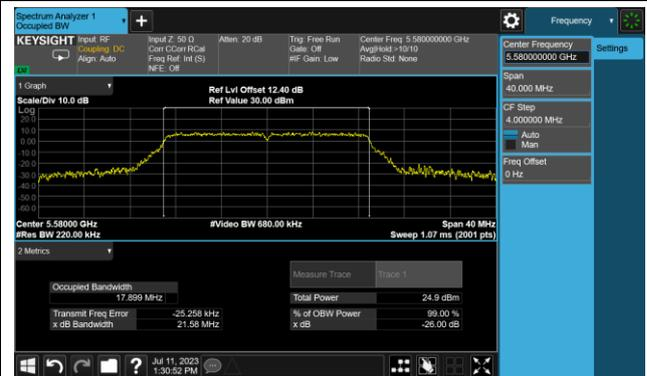 Spectrum Analyzer 1
Occupied BW
+
Frequency
KEYSIGHT
Input: RF
Coupling: DC
Align: Auto
Input Z: 50 Ω
Corr CCorr RCal
Freq Ref: Int (S)
NFE: Off
Atten: 20 dB
Trig: Free Run
Gate: Off
#IF Gain: Low
Center Freq: 5.580000000 GHz
Avg|Hold:>10/10
Radio Std: None
Center Frequency
5.580000000 GHz
Settings
Span
40.000 MHz
CF Step
4.000000 MHz
Auto
Man
Freq Offset
0 Hz
1 Graph
Scale/Div 10.0 dB
Ref Lvl Offset 12.40 dB
Ref Value 30.00 dBm
Log
20.0
10.0
0.00
-10.0
-20.0
-30.0
-40.0
-50.0
-60.0
Center 5.58000 GHz
#Res BW 220.00 kHz
#Video BW 680.00 kHz
Span 40 MHz
Sweep 1.07 ms (2001 pts)
2 Metrics
Measure Trace
Trace 1
Occupied Bandwidth
17.899 MHz
Total Power
24.9 dBm
Transmit Freq Error
-25.258 kHz
% of OBW Power
99.00 %
x dB Bandwidth
21.58 MHz
x dB
-26.00 dB
?
Jul 11, 2023
1:30:52 PM